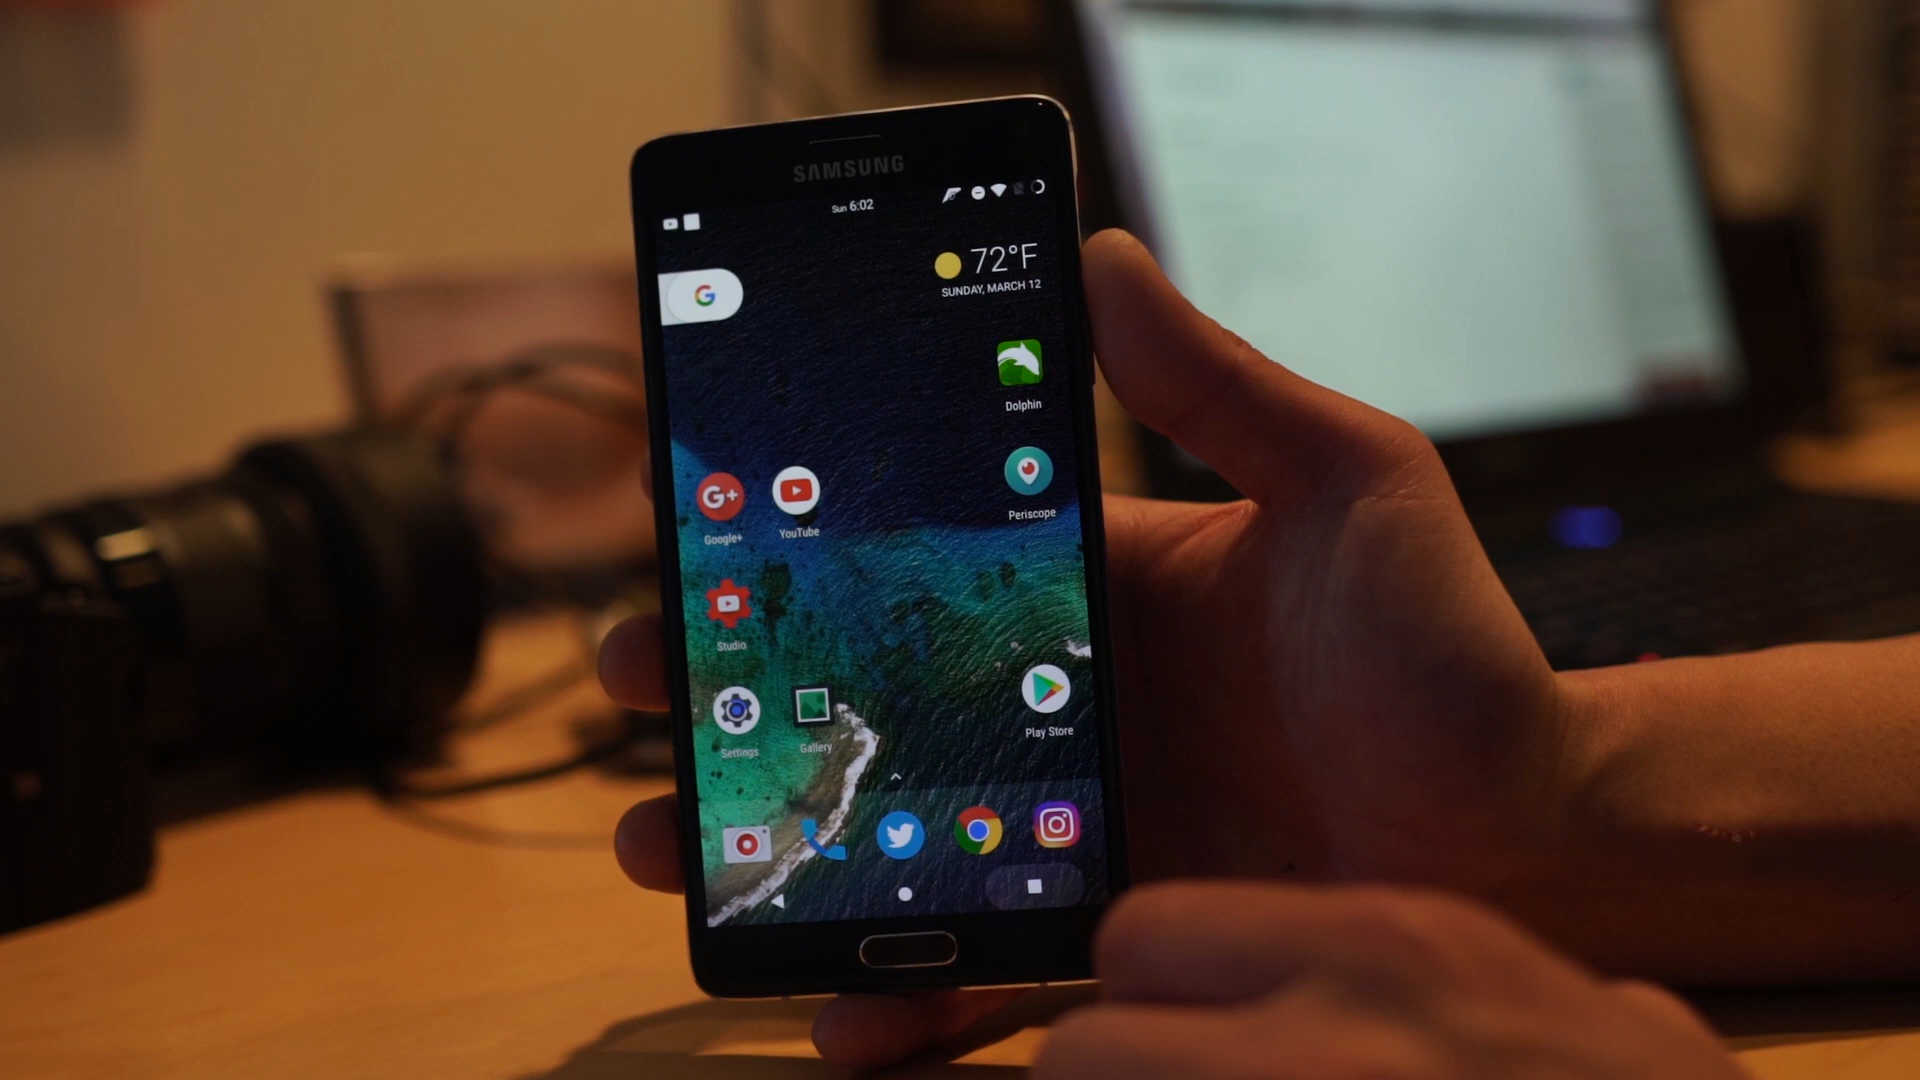 SAMSUNG
Sun 6:02
72°F
SUNDAY, MARCH 12
G
Dolphin
G+
Google+
YouTube
Periscope
Studio
Settings
Gallery
Play Store